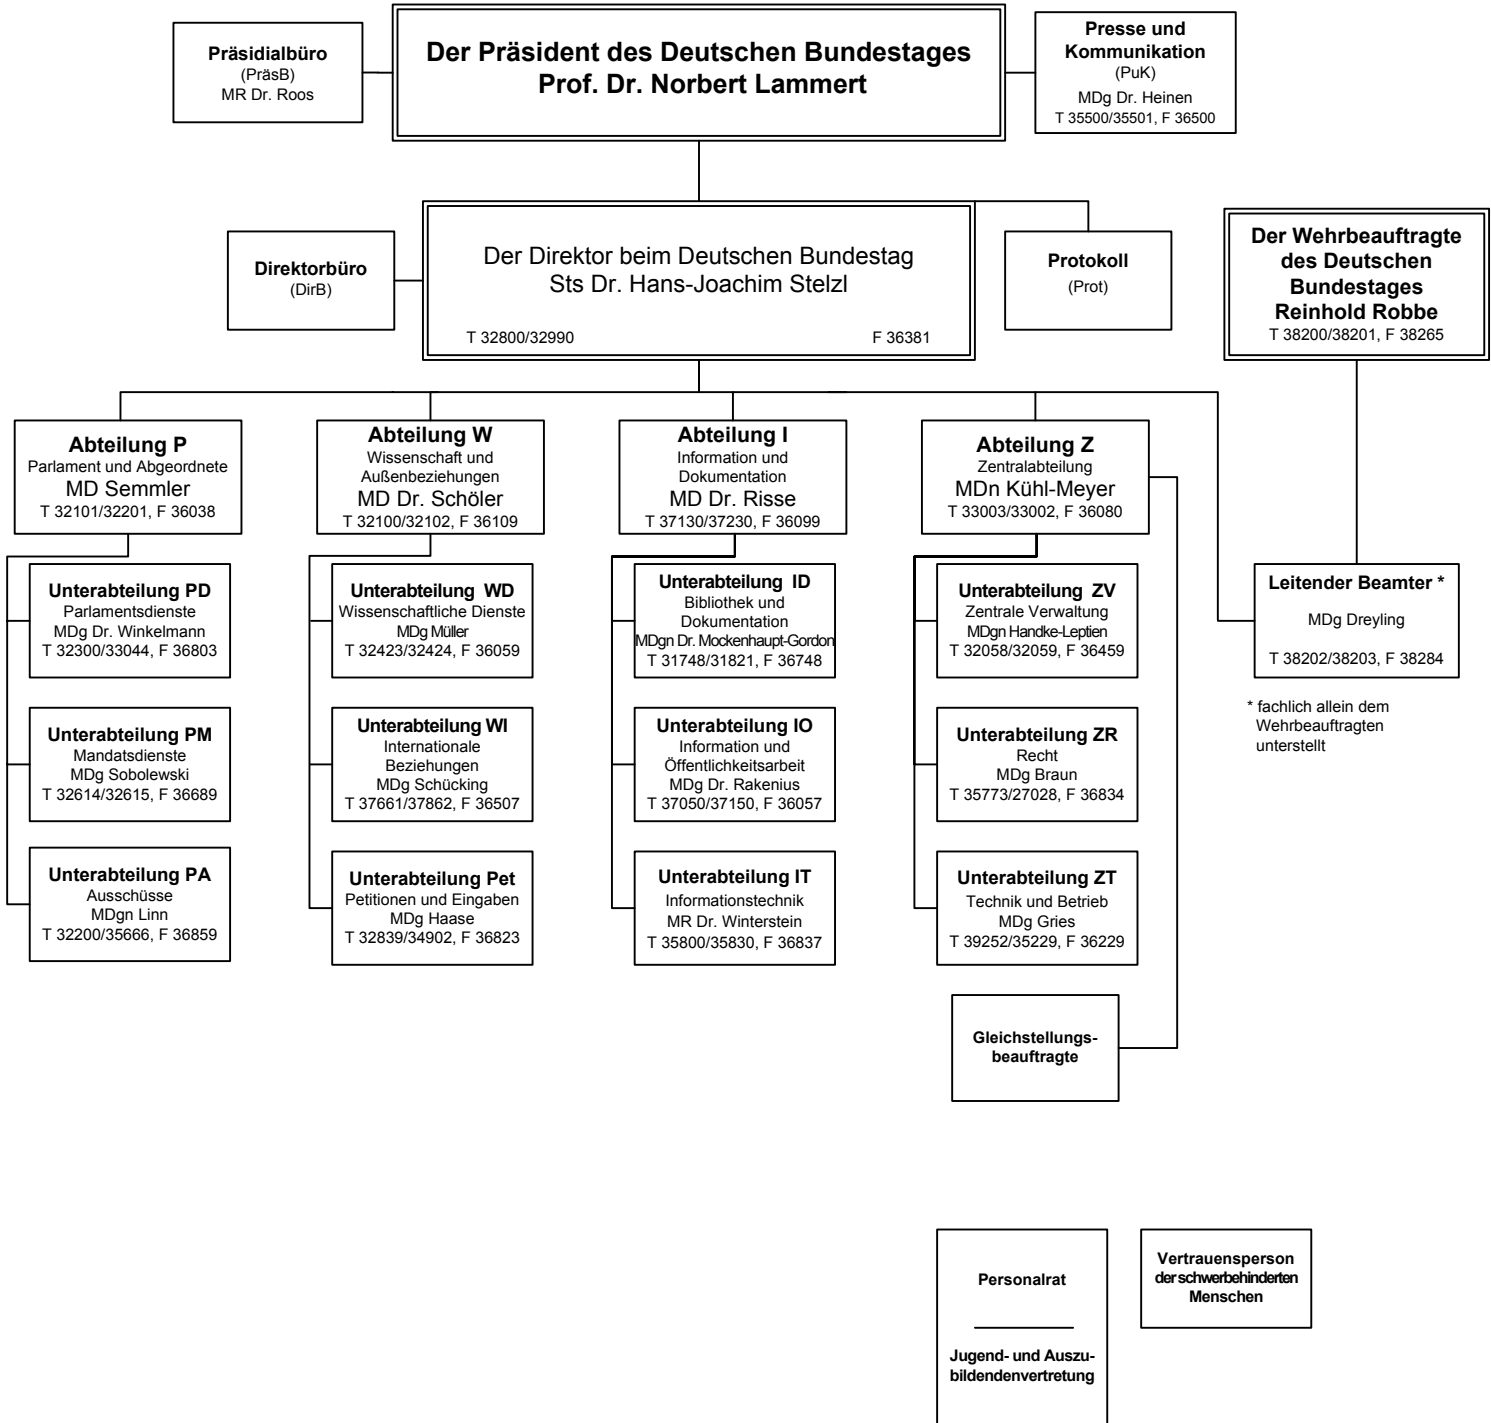 Präsidialbüro
(PräsB)
MR Dr. Roos
Der Präsident des Deutschen Bundestages
Prof. Dr. Norbert Lammert
Presse und
Kommunikation
(PuK)
MDg Dr. Heinen
T 35500/35501, F 36500
Direktorbüro
(DirB)
Der Direktor beim Deutschen Bundestag
Sts Dr. Hans-Joachim Stelzl
T 32800/32990 F 36381
Protokoll
(Prot)
Der Wehrbeauftragte
des Deutschen
Bundestages
Reinhold Robbe
T 38200/38201, F 38265
Abteilung P
Parlament und Abgeordnete
MD Semmler
T 32101/32201, F 36038
Abteilung W
Wissenschaft und
Außenbeziehungen
MD Dr. Schöler
T 32100/32102, F 36109
Abteilung I
Information und
Dokumentation
MD Dr. Risse
T 37130/37230, F 36099
Abteilung Z
Zentralabteilung
MDn Kühl-Meyer
T 33003/33002, F 36080
Unterabteilung PD
Parlamentsdienste
MDg Dr. Winkelmann
T 32300/33044, F 36803
Unterabteilung WD
Wissenschaftliche Dienste
MDg Müller
T 32423/32424, F 36059
Unterabteilung ID
Bibliothek und
Dokumentation
MDgn Dr. Mockenhaupt-Gordon
T 31748/31821, F 36748
Unterabteilung ZV
Zentrale Verwaltung
MDgn Handke-Leptien
T 32058/32059, F 36459
Leitender Beamter *
MDg Dreyling
T 38202/38203, F 38284
* fachlich allein dem
Wehrbeauftragten
unterstellt
Unterabteilung PM
Mandatsdienste
MDg Sobolewski
T 32614/32615, F 36689
Unterabteilung WI
Internationale
Beziehungen
MDg Schücking
T 37661/37862, F 36507
Unterabteilung IO
Information und
Öffentlichkeitsarbeit
MDg Dr. Rakenius
T 37050/37150, F 36057
Unterabteilung ZR
Recht
MDg Braun
T 35773/27028, F 36834
Unterabteilung PA
Ausschüsse
MDgn Linn
T 32200/35666, F 36859
Unterabteilung Pet
Petitionen und Eingaben
MDg Haase
T 32839/34902, F 36823
Unterabteilung IT
Informationstechnik
MR Dr. Winterstein
T 35800/35830, F 36837
Unterabteilung ZT
Technik und Betrieb
MDg Gries
T 39252/35229, F 36229
Gleichstellungs-
beauftragte
Personalrat
Jugend- und Auszu-
bildendenvertretung
Vertrauensperson
der schwerbehinderten
Menschen